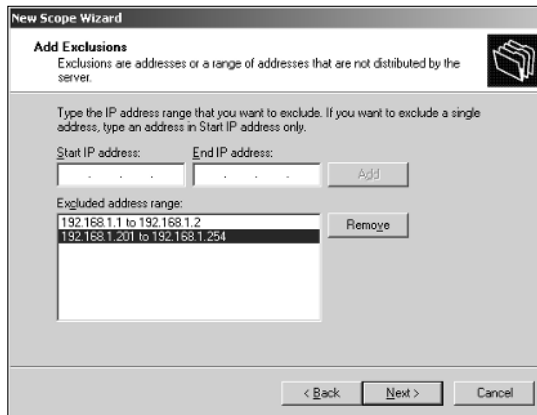 New Scope Wizard
Add Exclusions
Exclusions are addresses or a range of addresses that are not distributed by the
server.
Type the IP address range that you want to exclude. If you want to exclude a single
address, type an address in Start IP address only.
Start IP address:
End IP address:
Add
Excluded address range:
192.168.1.1 to 192.168.1.2
192.168.1.201 to 192.168.1.254
Remove
< Back
Next >
Cancel